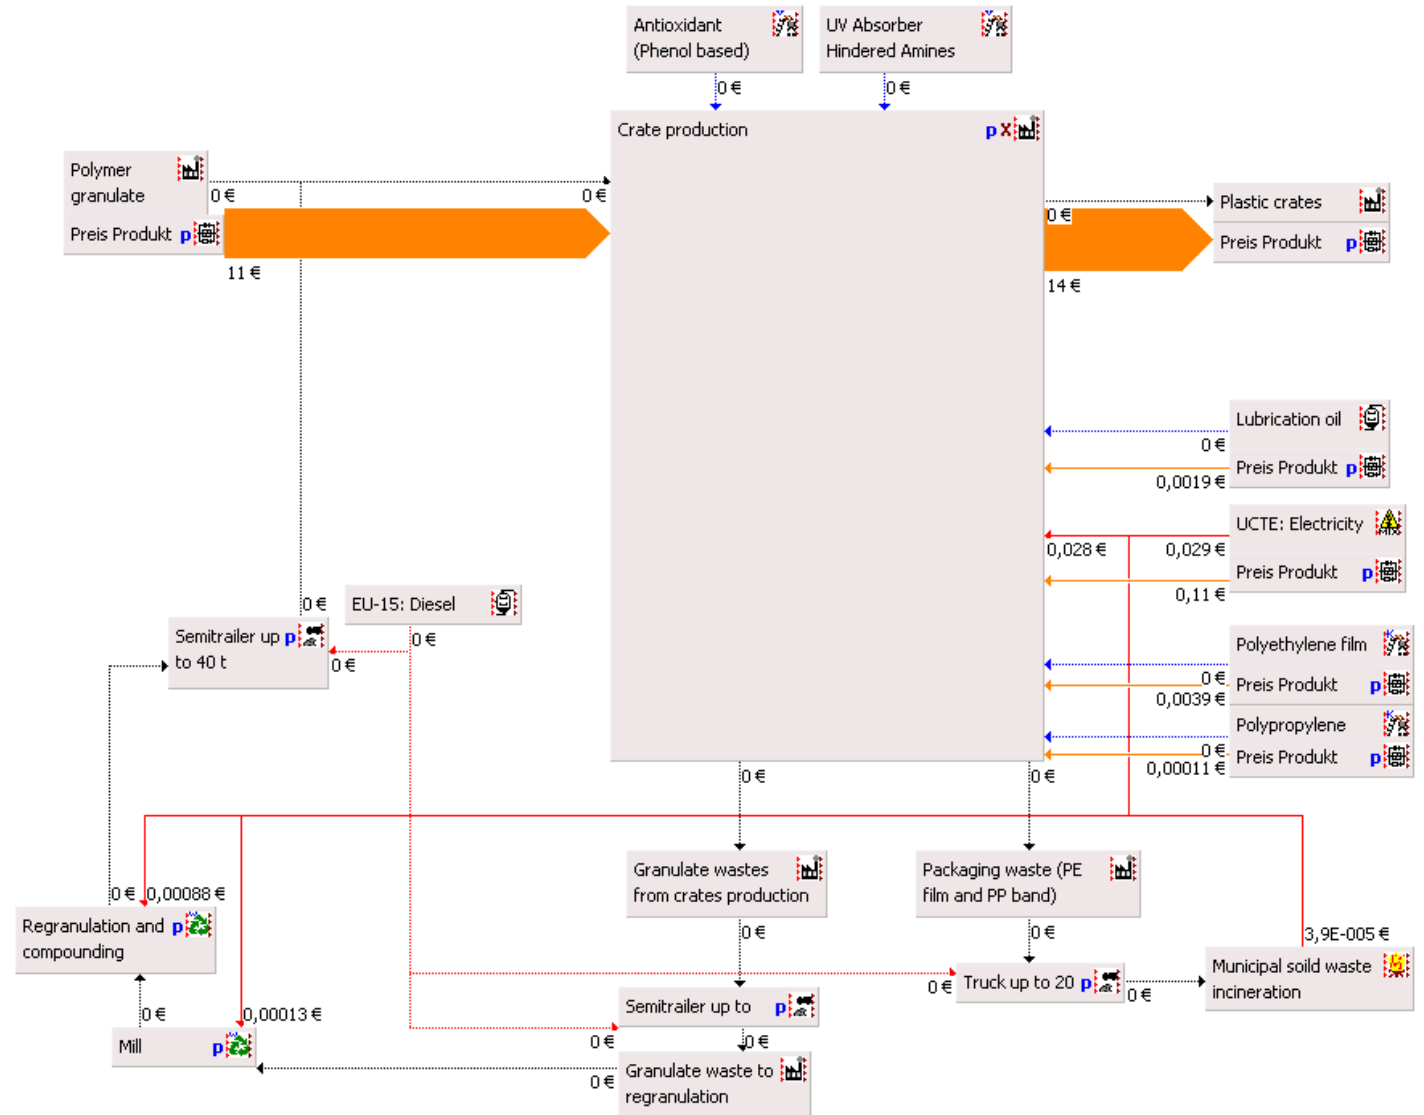 Antioxidant
(Phenol based)
0 €
UV Absorber
Hindered Amines
0 €
Crate production
p X
Polymer
granulate
0 €
0 €
Preis Produkt p
11 €
0 €
14 €
Plastic crates
Preis Produkt p
Lubrication oil
0 €
Preis Produkt p
0,0019 €
UCTE: Electricity
0,028 €
0,029 €
Preis Produkt p
0,11 €
Polyethylene film
0 €
Preis Produkt p
0,0039 €
Polypropylene
0 €
Preis Produkt p
0,00011 €
0 €
EU-15: Diesel
0 €
Semitrailer up p
to 40 t
0 €
0 €
0 €
Granulate wastes
from crates production
0 €
Packaging waste (PE
film and PP band)
0 €
0 €
0,00088 €
Regranulation and p
compounding
3,9E-005 €
Municipal soild waste
incineration
0 €
Truck up to 20 p
0 €
Semitrailer up to p
0 €
0 €
0 €
0,00013 €
Mill p
0 €
Granulate waste to
regranulation